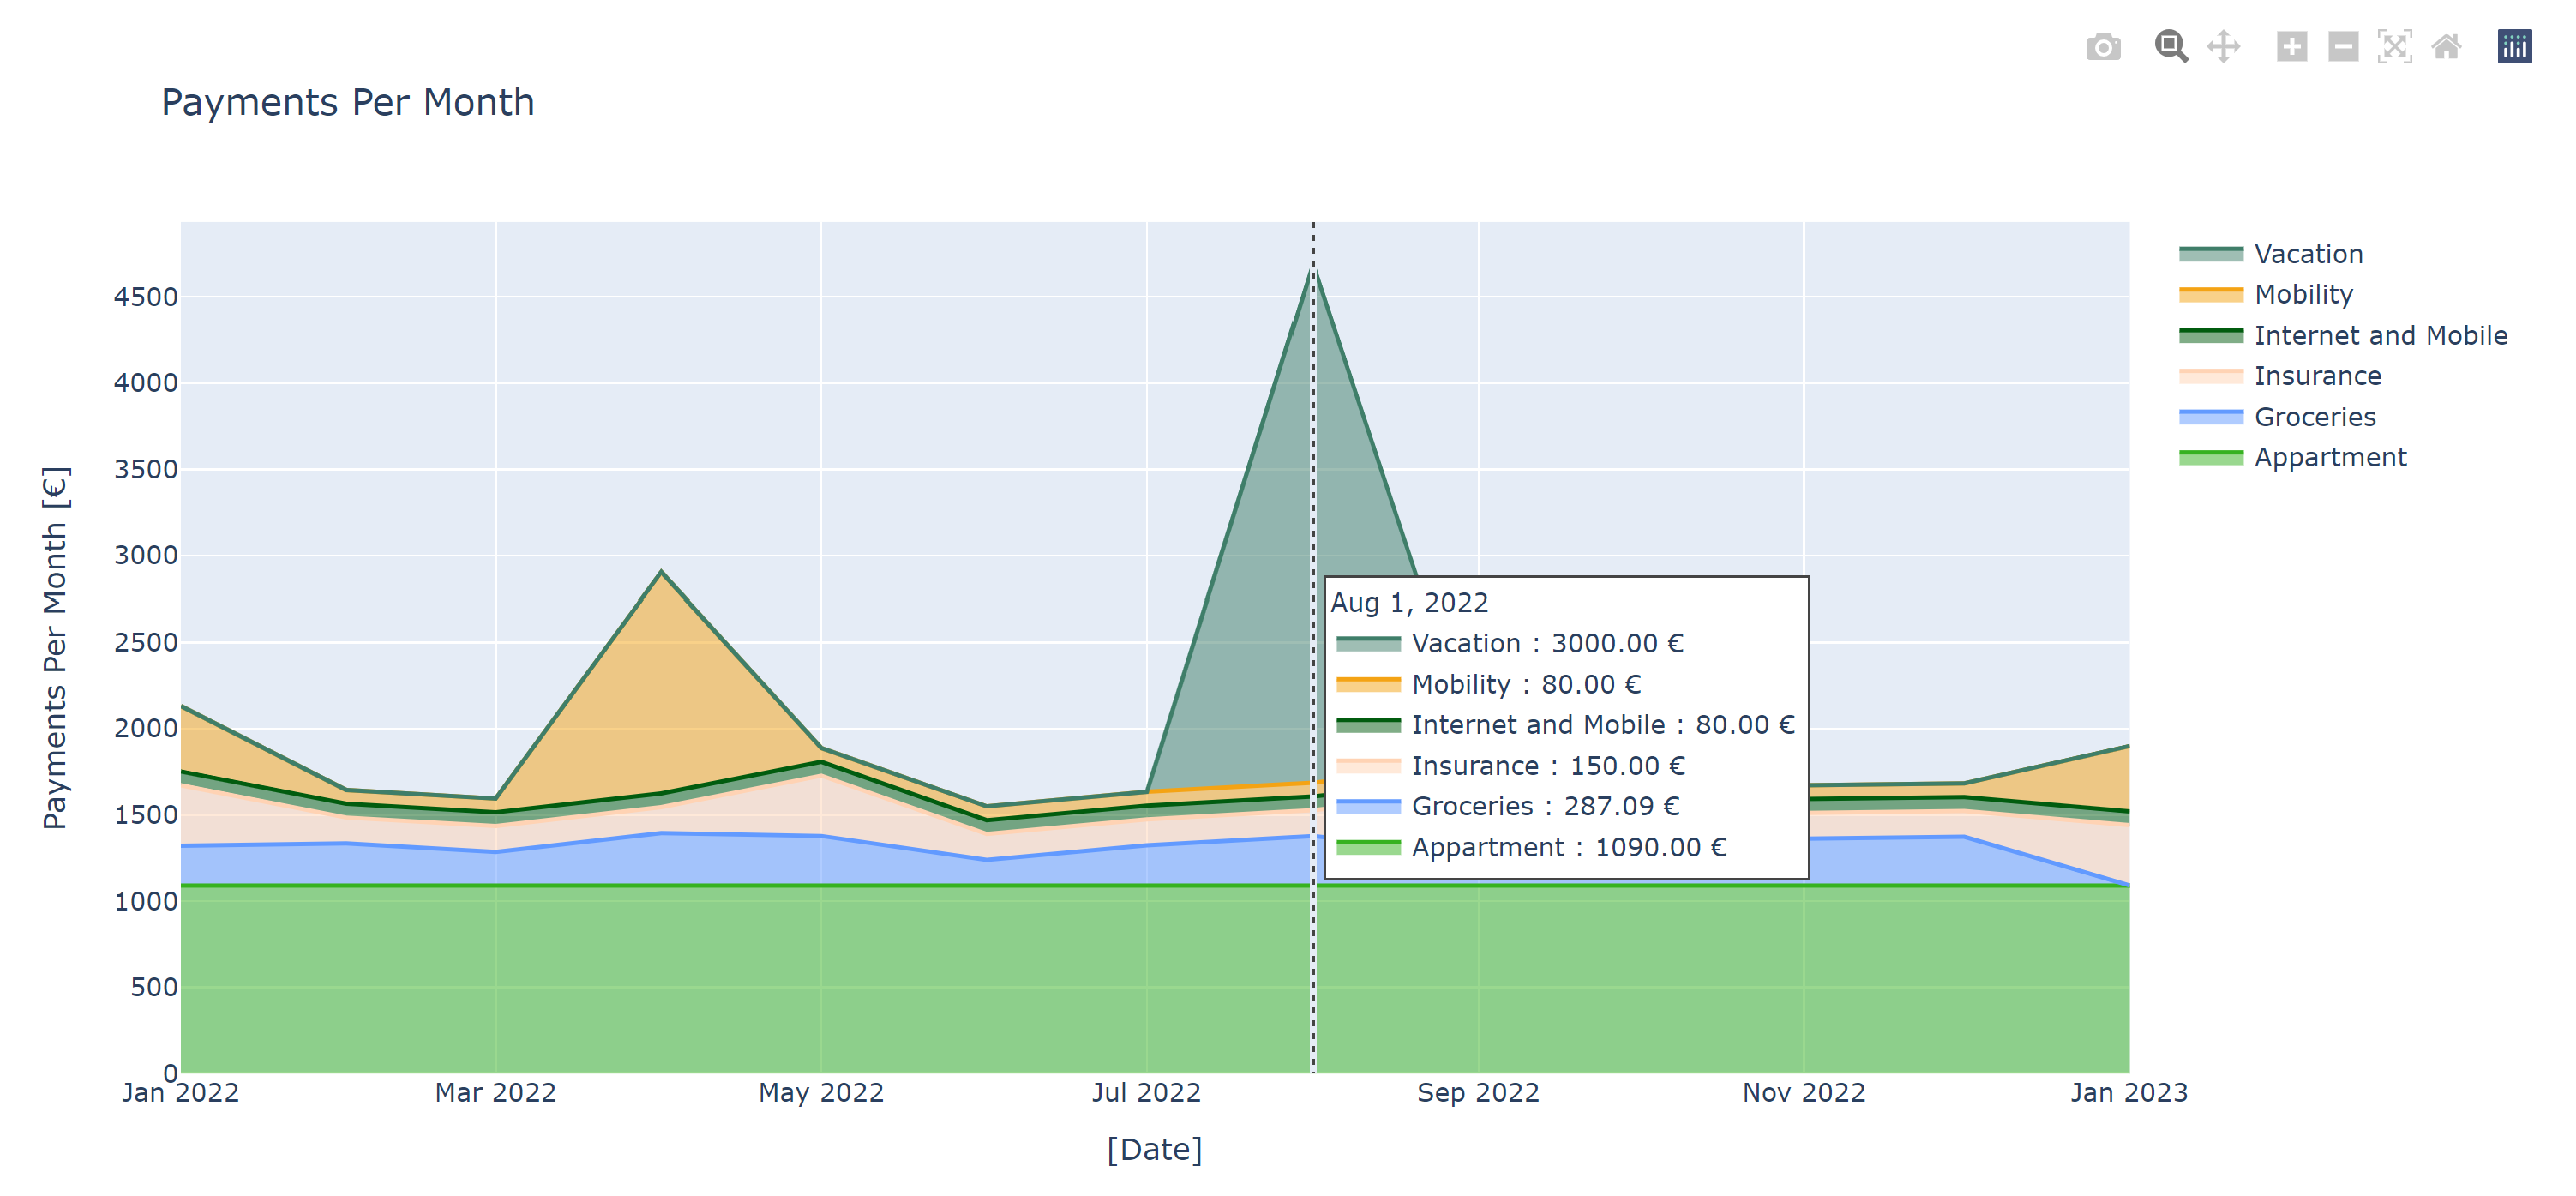 Payments Per Month
Payments Per Month [€]
4500
4000
3500
3000
2500
2000
1500
1000
500
0
Jan 2022
Mar 2022
May 2022
Jul 2022
Sep 2022
Nov 2022
Jan 2023
[Date]
Aug 1, 2022
Vacation : 3000.00 €
Mobility : 80.00 €
Internet and Mobile : 80.00 €
Insurance : 150.00 €
Groceries : 287.09 €
Appartment : 1090.00 €
Vacation
Mobility
Internet and Mobile
Insurance
Groceries
Appartment